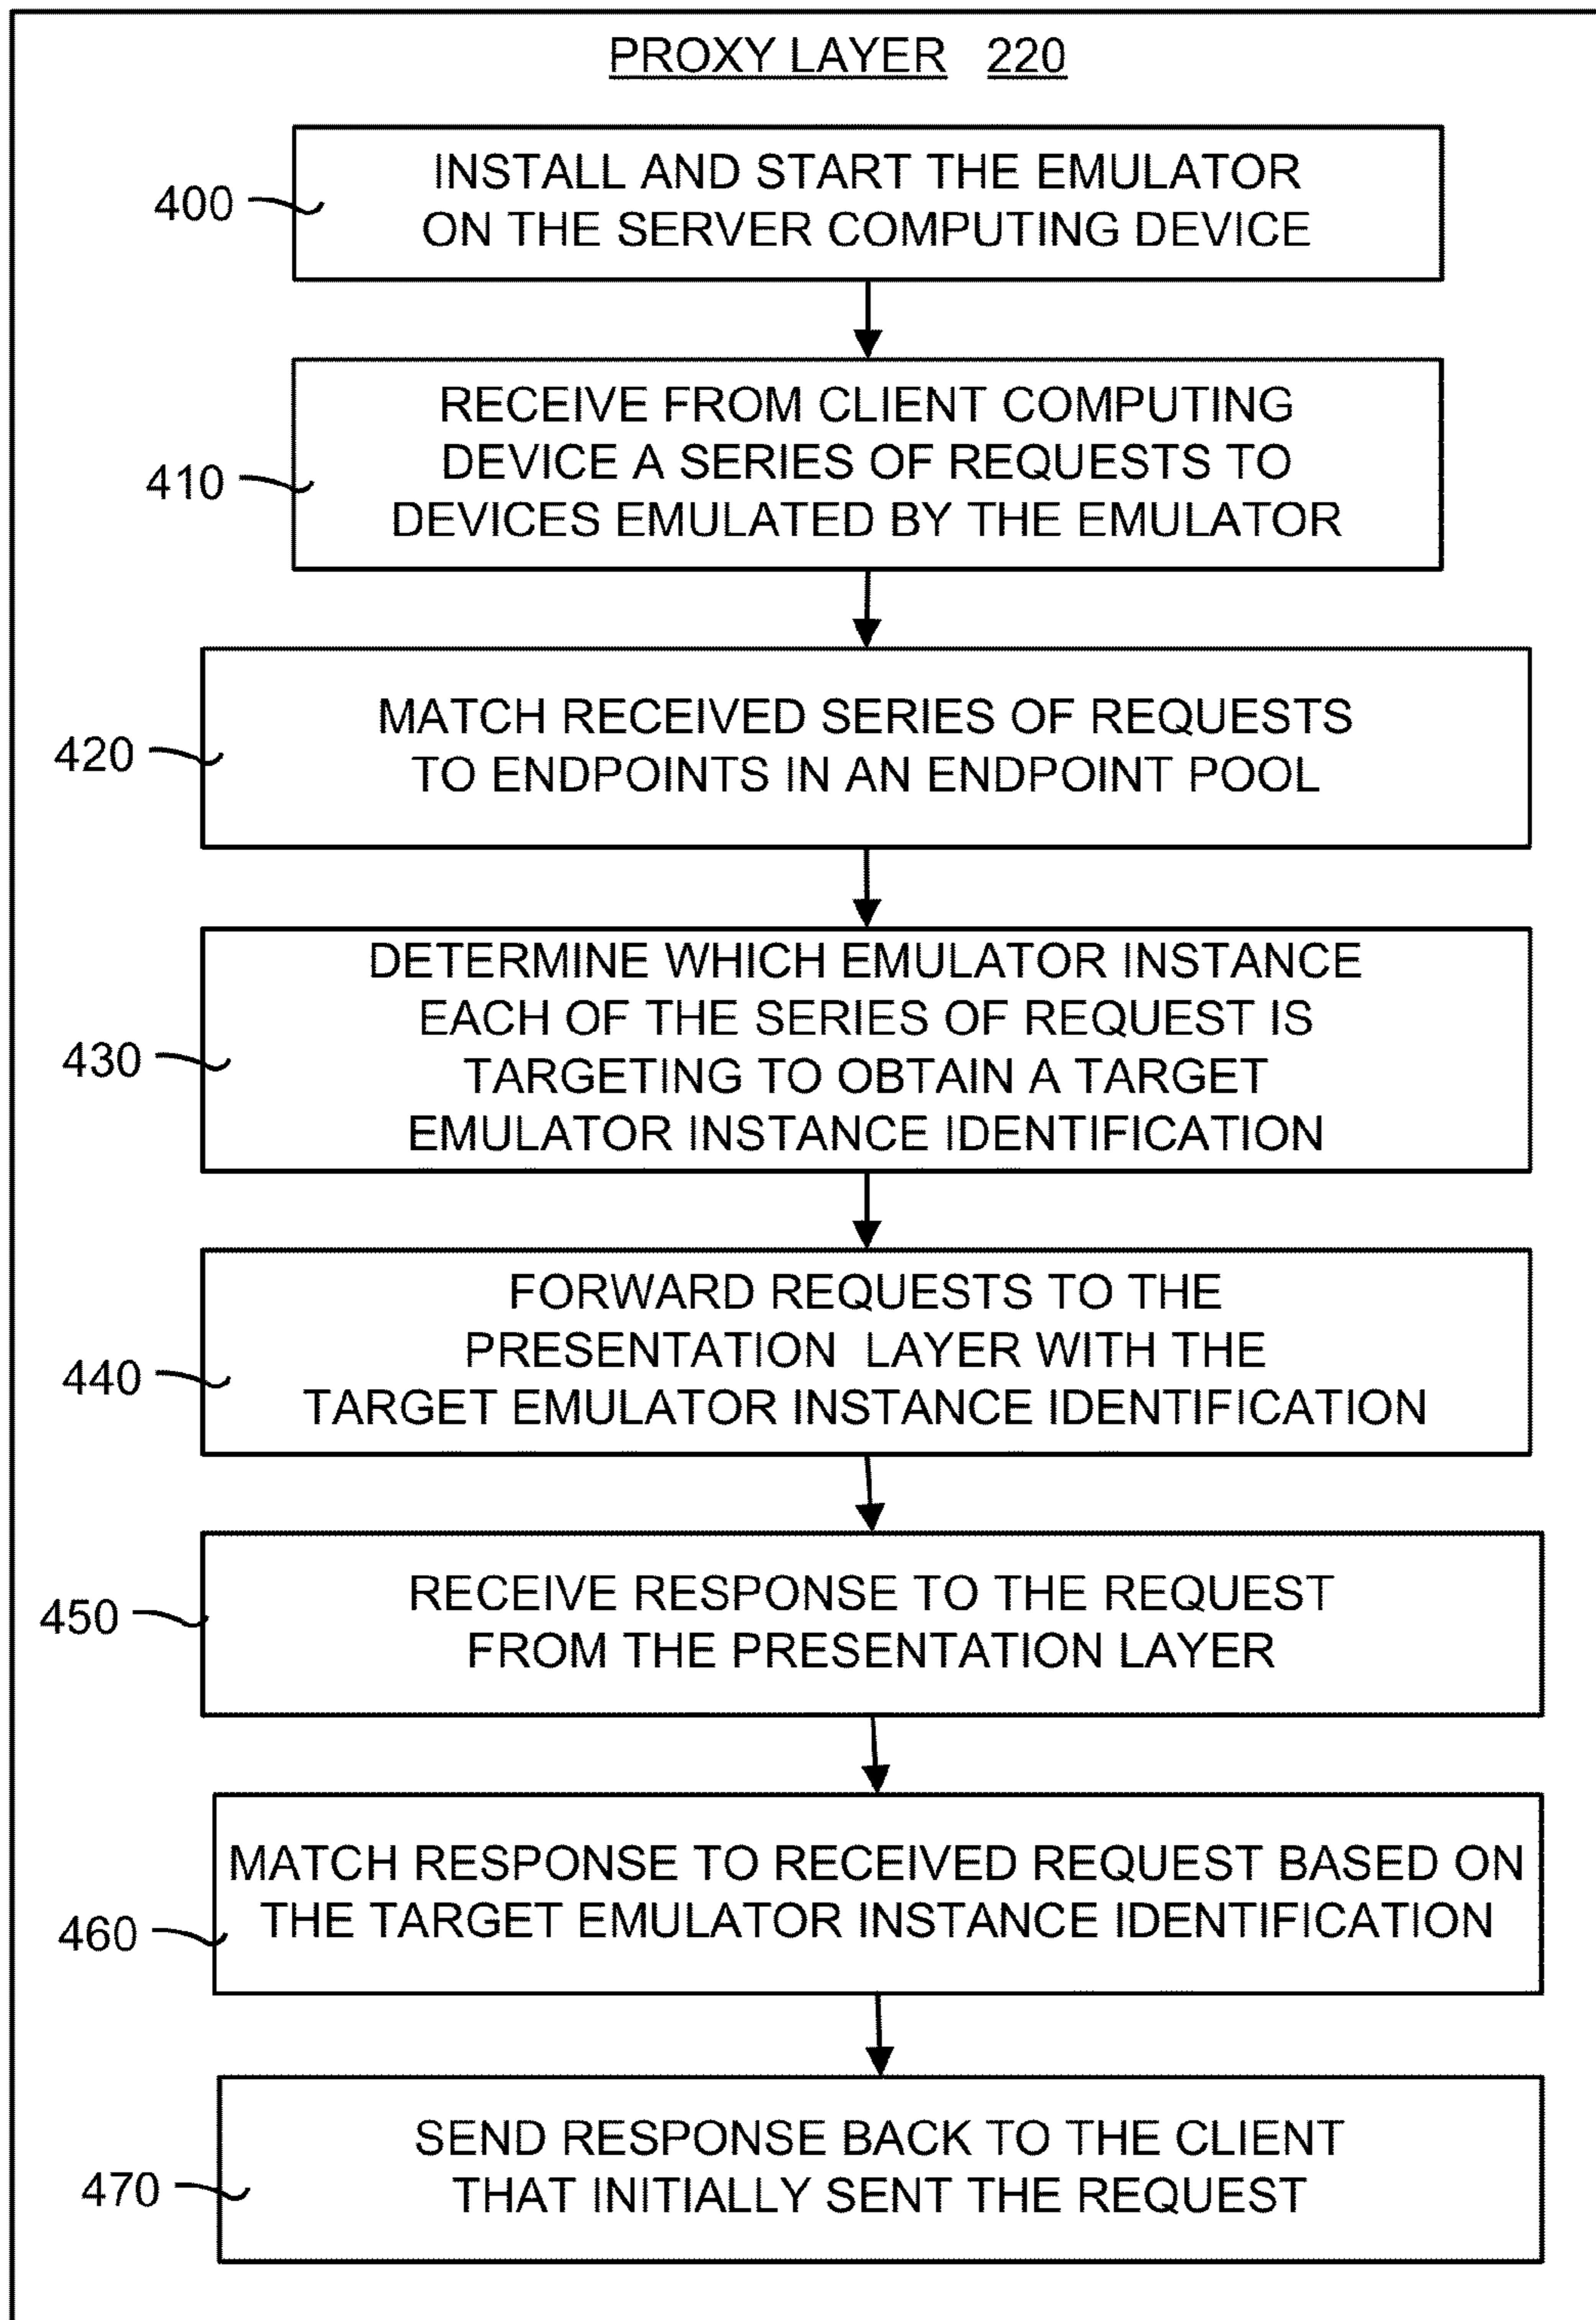 PROXY LAYER 220
INSTALL AND START THE EMULATOR
ON THE SERVER COMPUTING DEVICE
400
RECEIVE FROM CLIENT COMPUTING
DEVICE A SERIES OF REQUESTS TO
DEVICES EMULATED BY THE EMULATOR
410
MATCH RECEIVED SERIES OF REQUESTS
TO ENDPOINTS IN AN ENDPOINT POOL
420
DETERMINE WHICH EMULATOR INSTANCE
EACH OF THE SERIES OF REQUEST IS
TARGETING TO OBTAIN A TARGET
EMULATOR INSTANCE IDENTIFICATION
430
FORWARD REQUESTS TO THE
PRESENTATION LAYER WITH THE
TARGET EMULATOR INSTANCE IDENTIFICATION
440
RECEIVE RESPONSE TO THE REQUEST
FROM THE PRESENTATION LAYER
450
MATCH RESPONSE TO RECEIVED REQUEST BASED ON
THE TARGET EMULATOR INSTANCE IDENTIFICATION
460
SEND RESPONSE BACK TO THE CLIENT
THAT INITIALLY SENT THE REQUEST
470